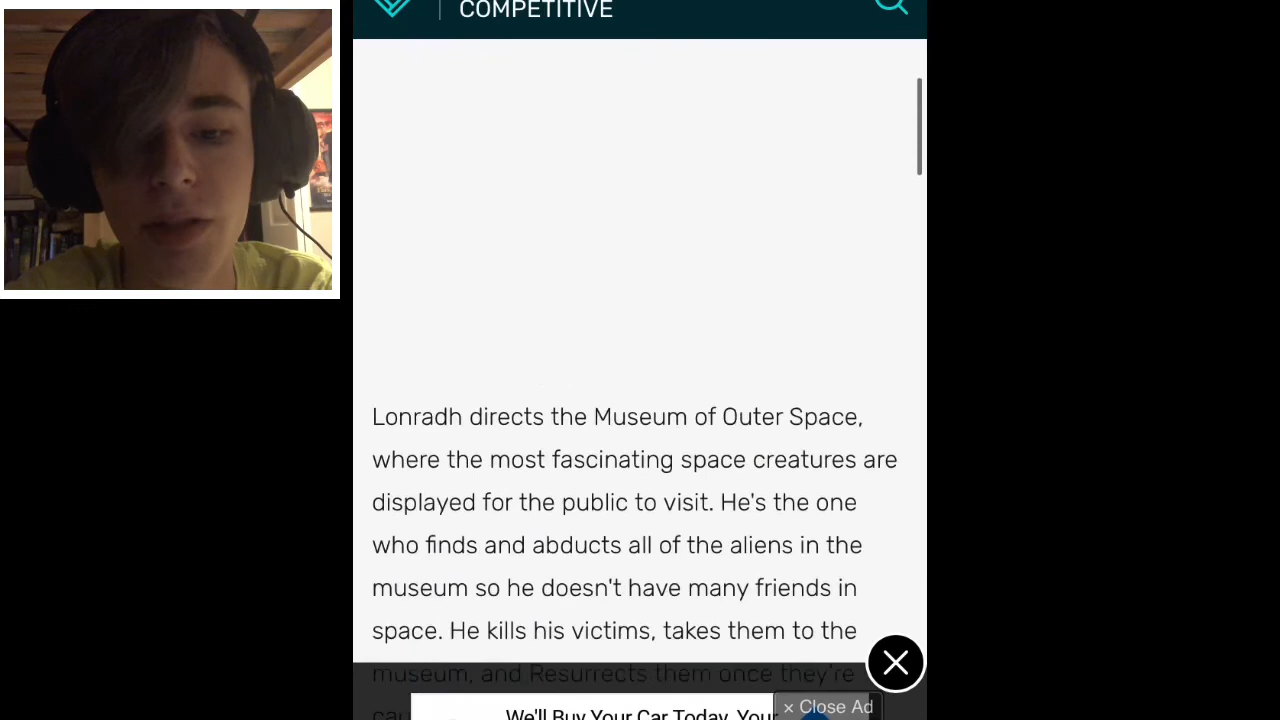 COMPETITIVE
Lonradh directs the Museum of Outer Space,
where the most fascinating space creatures are
displayed for the public to visit. He's the one
who finds and abducts all of the aliens in the
museum so he doesn't have many friends in
space. He kills his victims, takes them to the
museum, and Resurrects them once they're
We'll Buy Your Car Today, Your
× Close Ad